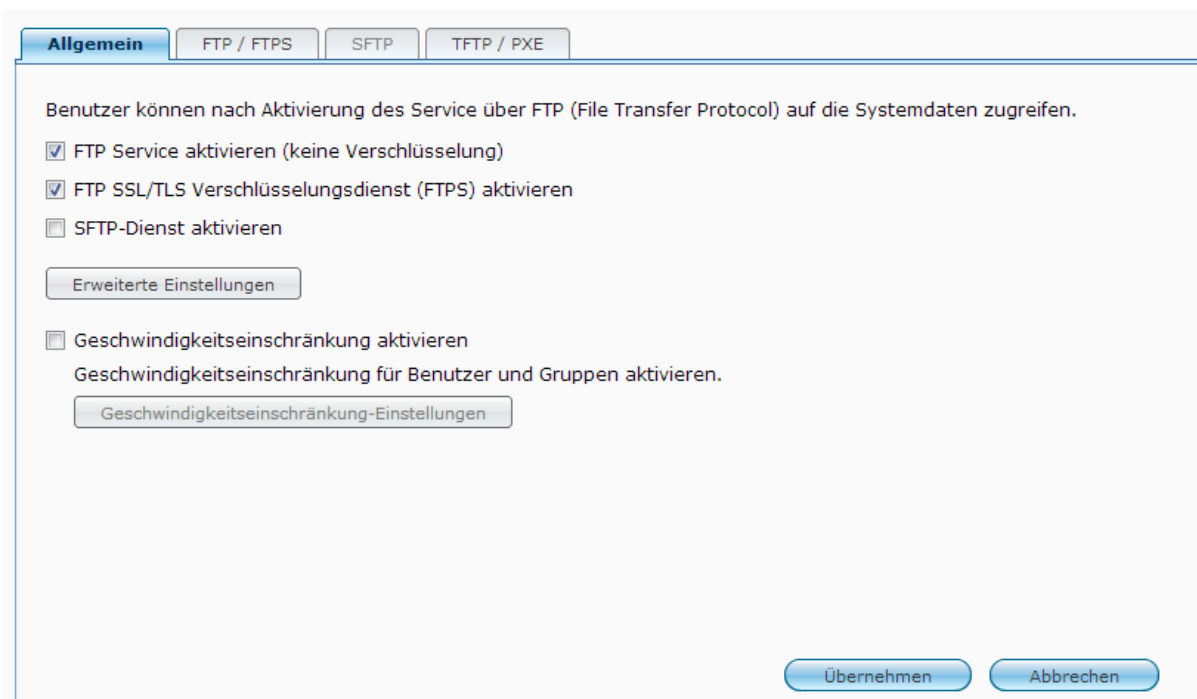 Allgemein FTP / FTPS SFTP TFTP / PXE
Benutzer können nach Aktivierung des Service über FTP (File Transfer Protocol) auf die Systemdaten zugreifen.
FTP Service aktivieren (keine Verschlüsselung)
FTP SSL/TLS Verschlüsselungsdienst (FTPS) aktivieren
SFTP-Dienst aktivieren
Erweiterte Einstellungen
Geschwindigkeitseinschränkung aktivieren
Geschwindigkeitseinschränkung für Benutzer und Gruppen aktivieren.
Geschwindigkeitseinschränkung-Einstellungen
Übernehmen Abbrechen